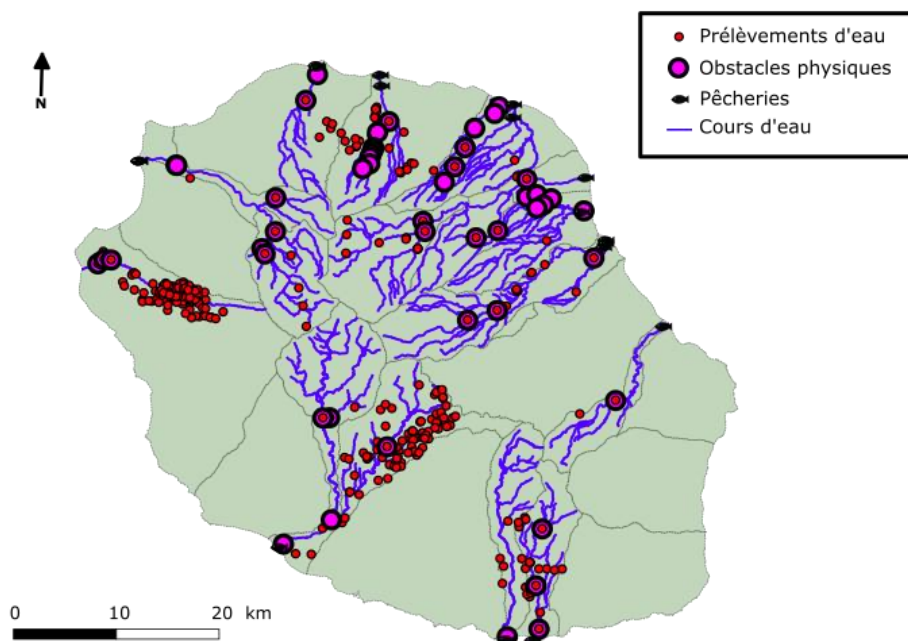 Prélèvements d'eau
Obstacles physiques
Pêcheries
Cours d'eau
N
0 10 20 km